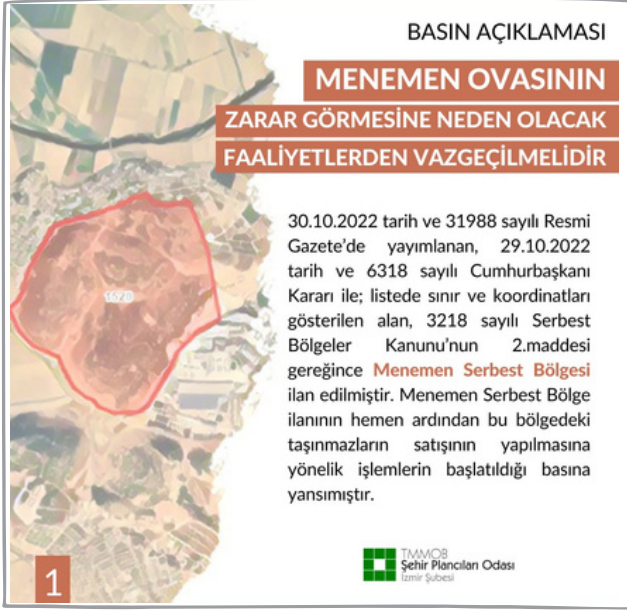 BASIN AÇIKLAMASI
MENEMEN OVASININ
ZARAR GÖRMESİNE NEDEN OLACAK
FAALİYETLERDEN VAZGEÇİLMELİDİR
30.10.2022 tarih ve 31988 sayılı Resmi
Gazete'de yayımlanan, 29.10.2022
tarih ve 6318 sayılı Cumhurbaşkanı
Kararı ile; listede sınır ve koordinatları
gösterilen alan, 3218 sayılı Serbest
Bölgeler Kanunu'nun 2.maddesi
gereğince Menemen Serbest Bölgesi
ilan edilmiştir. Menemen Serbest Bölge
ilanının hemen ardından bu bölgedeki
taşınmazların satışının yapılmasına
yönelik işlemlerin başlatıldığı basına
yansımıştır.
1520
TMMOB
Şehir Plancıları Odası
İzmir Şubesi
1